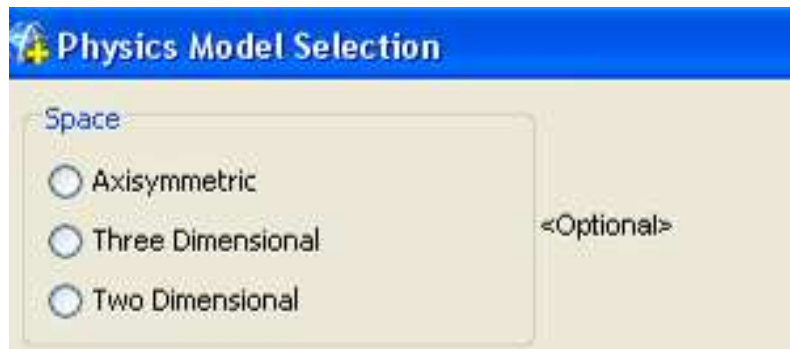 Physics Model Selection
Space
Axisymmetric
Three Dimensional
<Optional>
Two Dimensional